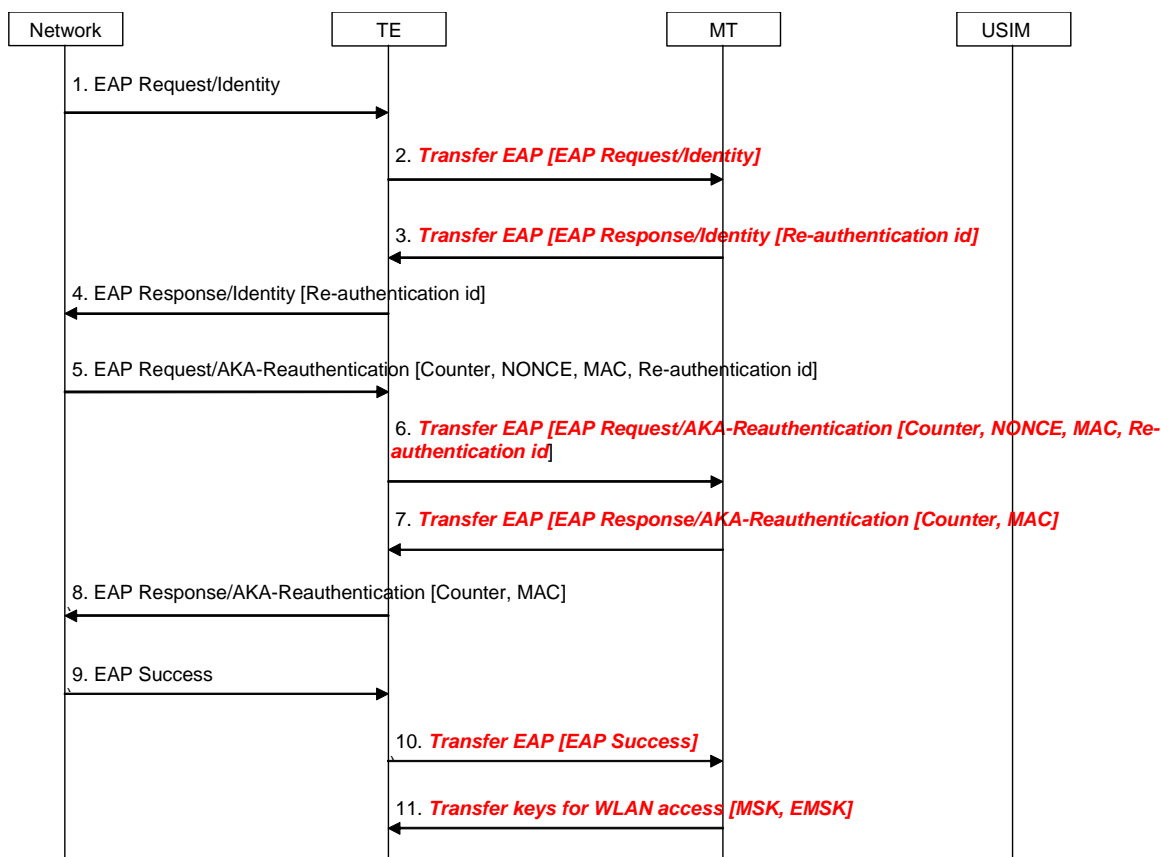 Network TE MT USIM
1. EAP Request/Identity
2. Transfer EAP [EAP Request/Identity]
3. Transfer EAP [EAP Response/Identity [Re-authentication id]
4. EAP Response/Identity [Re-authentication id]
5. EAP Request/AKA-Reauthentication [Counter, NONCE, MAC, Re-authentication id]
6. Transfer EAP [EAP Request/AKA-Reauthentication [Counter, NONCE, MAC, Re-
authentication id]
7. Transfer EAP [EAP Response/AKA-Reauthentication [Counter, MAC]
8. EAP Response/AKA-Reauthentication [Counter, MAC]
9. EAP Success
10. Transfer EAP [EAP Success]
11. Transfer keys for WLAN access [MSK, EMSK]